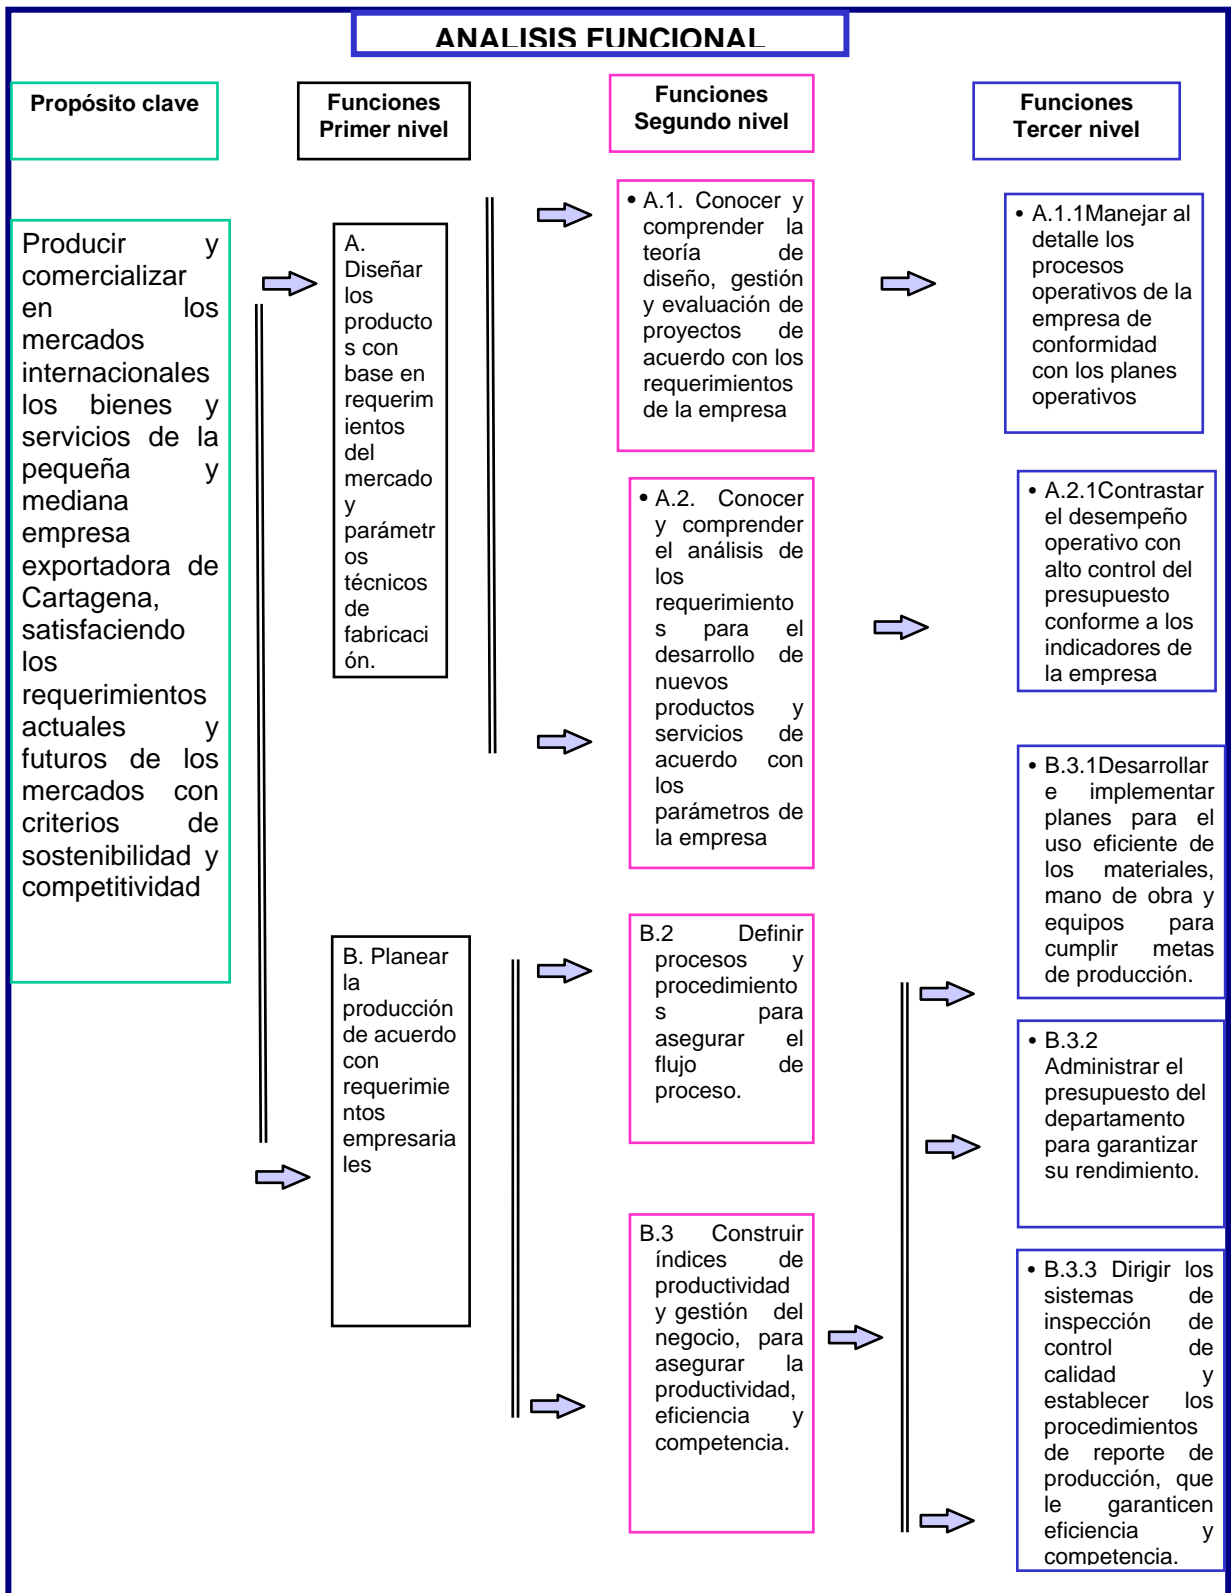 ANALISIS FUNCIONAL
Propósito clave
Funciones
Primer nivel
Funciones
Segundo nivel
Funciones
Tercer nivel
Producir y
comercializar
en los
mercados
internacionales
los bienes y
servicios de la
pequeña y
mediana
empresa
exportadora de
Cartagena,
satisfaciendo
los
requerimientos
actuales y
futuros de los
mercados con
criterios de
sostenibilidad y
competitividad
A.
Diseñar
los
producto
s con
base en
requerim
ientos
del
mercado
y
parámetr
os
técnicos
de
fabricaci
ón.
B. Planear
la
producción
de acuerdo
con
requerimie
ntos
empresaria
les
• A.1. Conocer y
comprender la
teoría de
diseño, gestión
y evaluación de
proyectos de
acuerdo con los
requerimientos
de la empresa
• A.2. Conocer
y comprender
el análisis de
los
requerimiento
s para el
desarrollo de
nuevos
productos y
servicios de
acuerdo con
los
parámetros de
la empresa
B.2 Definir
procesos y
procedimiento
s para
asegurar el
flujo de
proceso.
B.3 Construir
índices de
productividad
y gestión del
negocio, para
asegurar la
productividad,
eficiencia y
competencia.
• A.1.1Manejar al
detalle los
procesos
operativos de la
empresa de
conformidad
con los planes
operativos
• A.2.1Contrastar
el desempeño
operativo con
alto control del
presupuesto
conforme a los
indicadores de
la empresa
• B.3.1Desarrollar
e implementar
planes para el
uso eficiente de
los materiales,
mano de obra y
equipos para
cumplir metas
de producción.
• B.3.2
Administrar el
presupuesto del
departamento
para garantizar
su rendimiento.
• B.3.3 Dirigir los
sistemas de
inspección de
control de
calidad y
establecer los
procedimientos
de reporte de
producción, que
le garanticen
eficiencia y
competencia.